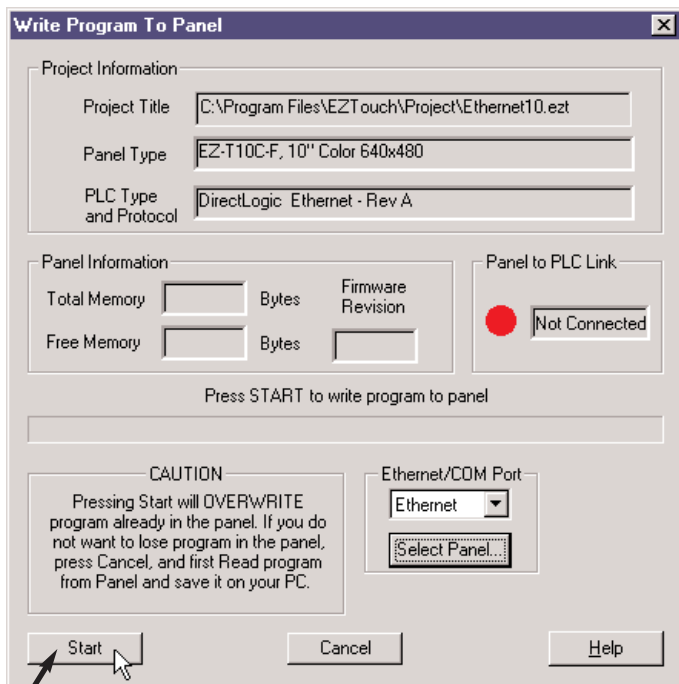 Write Program To Panel
Project Information
Project Title C:\Program Files\EZTouch\Project\Ethernet10.ezt
Panel Type EZ-T10C-F, 10" Color 640x480
PLC Type
and Protocol DirectLogic Ethernet - Rev A
Panel Information
Total Memory Bytes Firmware
Revision
Free Memory Bytes
Panel to PLC Link
Not Connected
Press START to write program to panel
CAUTION
Pressing Start will OVERWRITE
program already in the panel. If you do
not want to lose program in the panel,
press Cancel, and first Read program
from Panel and save it on your PC.
Ethernet/COM Port
Ethernet
Select Panel...
Start Cancel Help